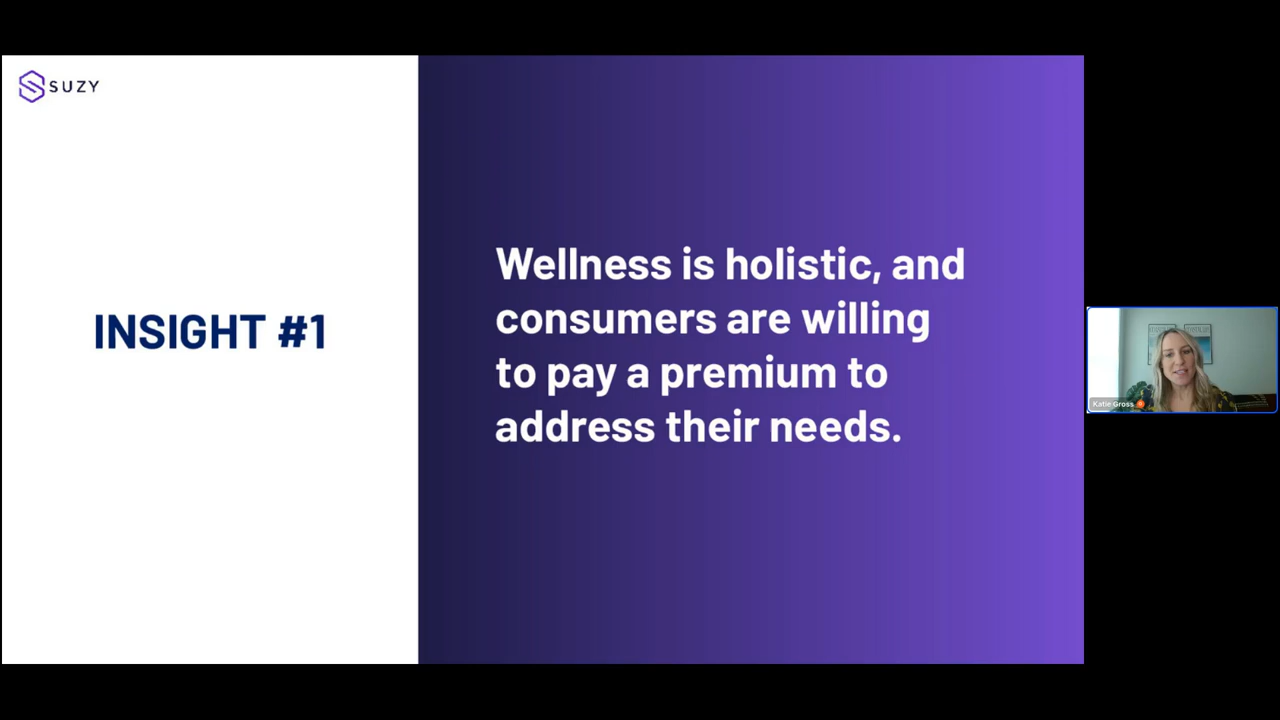 SUZY
INSIGHT #1
Wellness is holistic, and
consumers are willing
to pay a premium to
address their needs.
Katie Gross